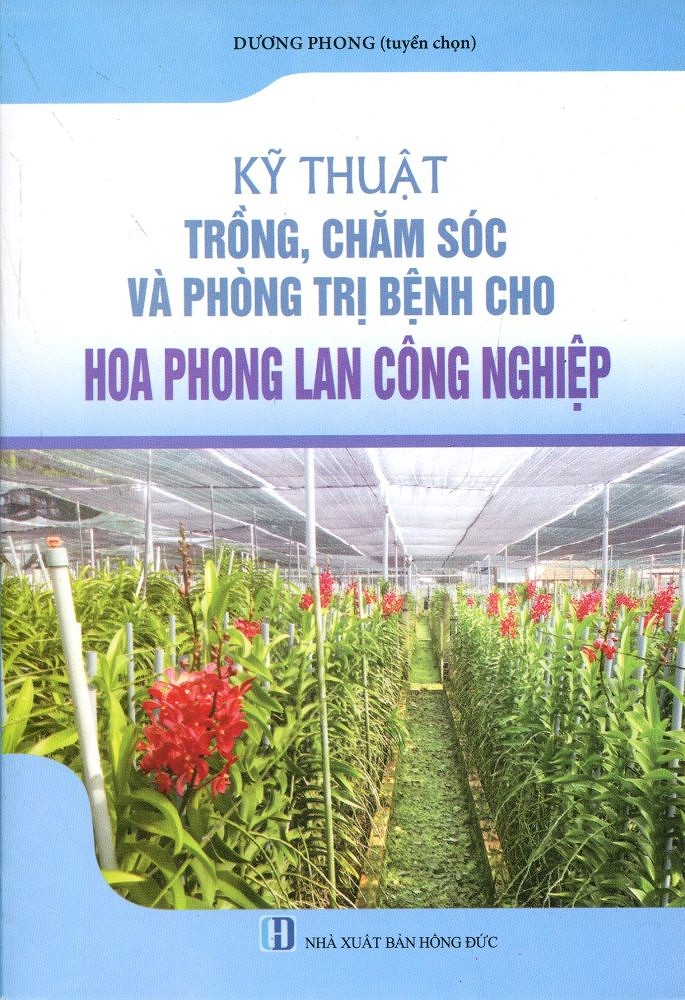 DƯƠNG PHONG (tuyển chọn)
KỸ THUẬT
TRỒNG, CHĂM SÓC
VÀ PHÒNG TRỊ BỆNH CHO
HOA PHONG LAN CÔNG NGHIỆP
NHÀ XUẤT BẢN HỒNG ĐỨC